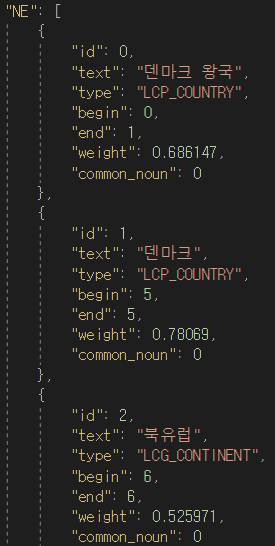 "NE": [
{
"id": 0,
"text": "덴마크 왕국",
"type": "LCP_COUNTRY",
"begin": 0,
"end": 1,
"weight": 0.686147,
"common_noun": 0
},
{
"id": 1,
"text": "덴마크",
"type": "LCP_COUNTRY",
"begin": 5,
"end": 5,
"weight": 0.78069,
"common_noun": 0
},
{
"id": 2,
"text": "북유럽",
"type": "LCG_CONTINENT",
"begin": 6,
"end": 6,
"weight": 0.525971,
"common_noun": 0